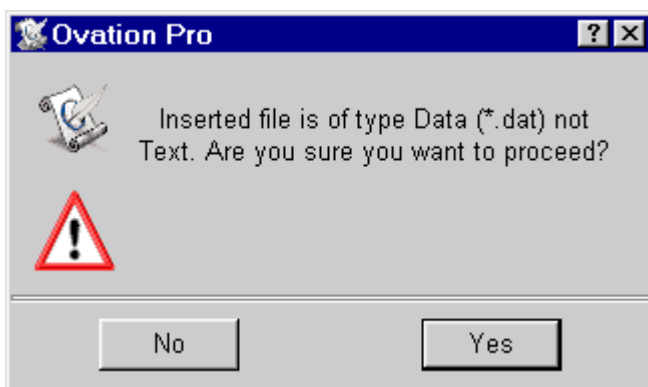 Ovation Pro
Inserted file is of type Data (*.dat) not
Text. Are you sure you want to proceed?
No
Yes